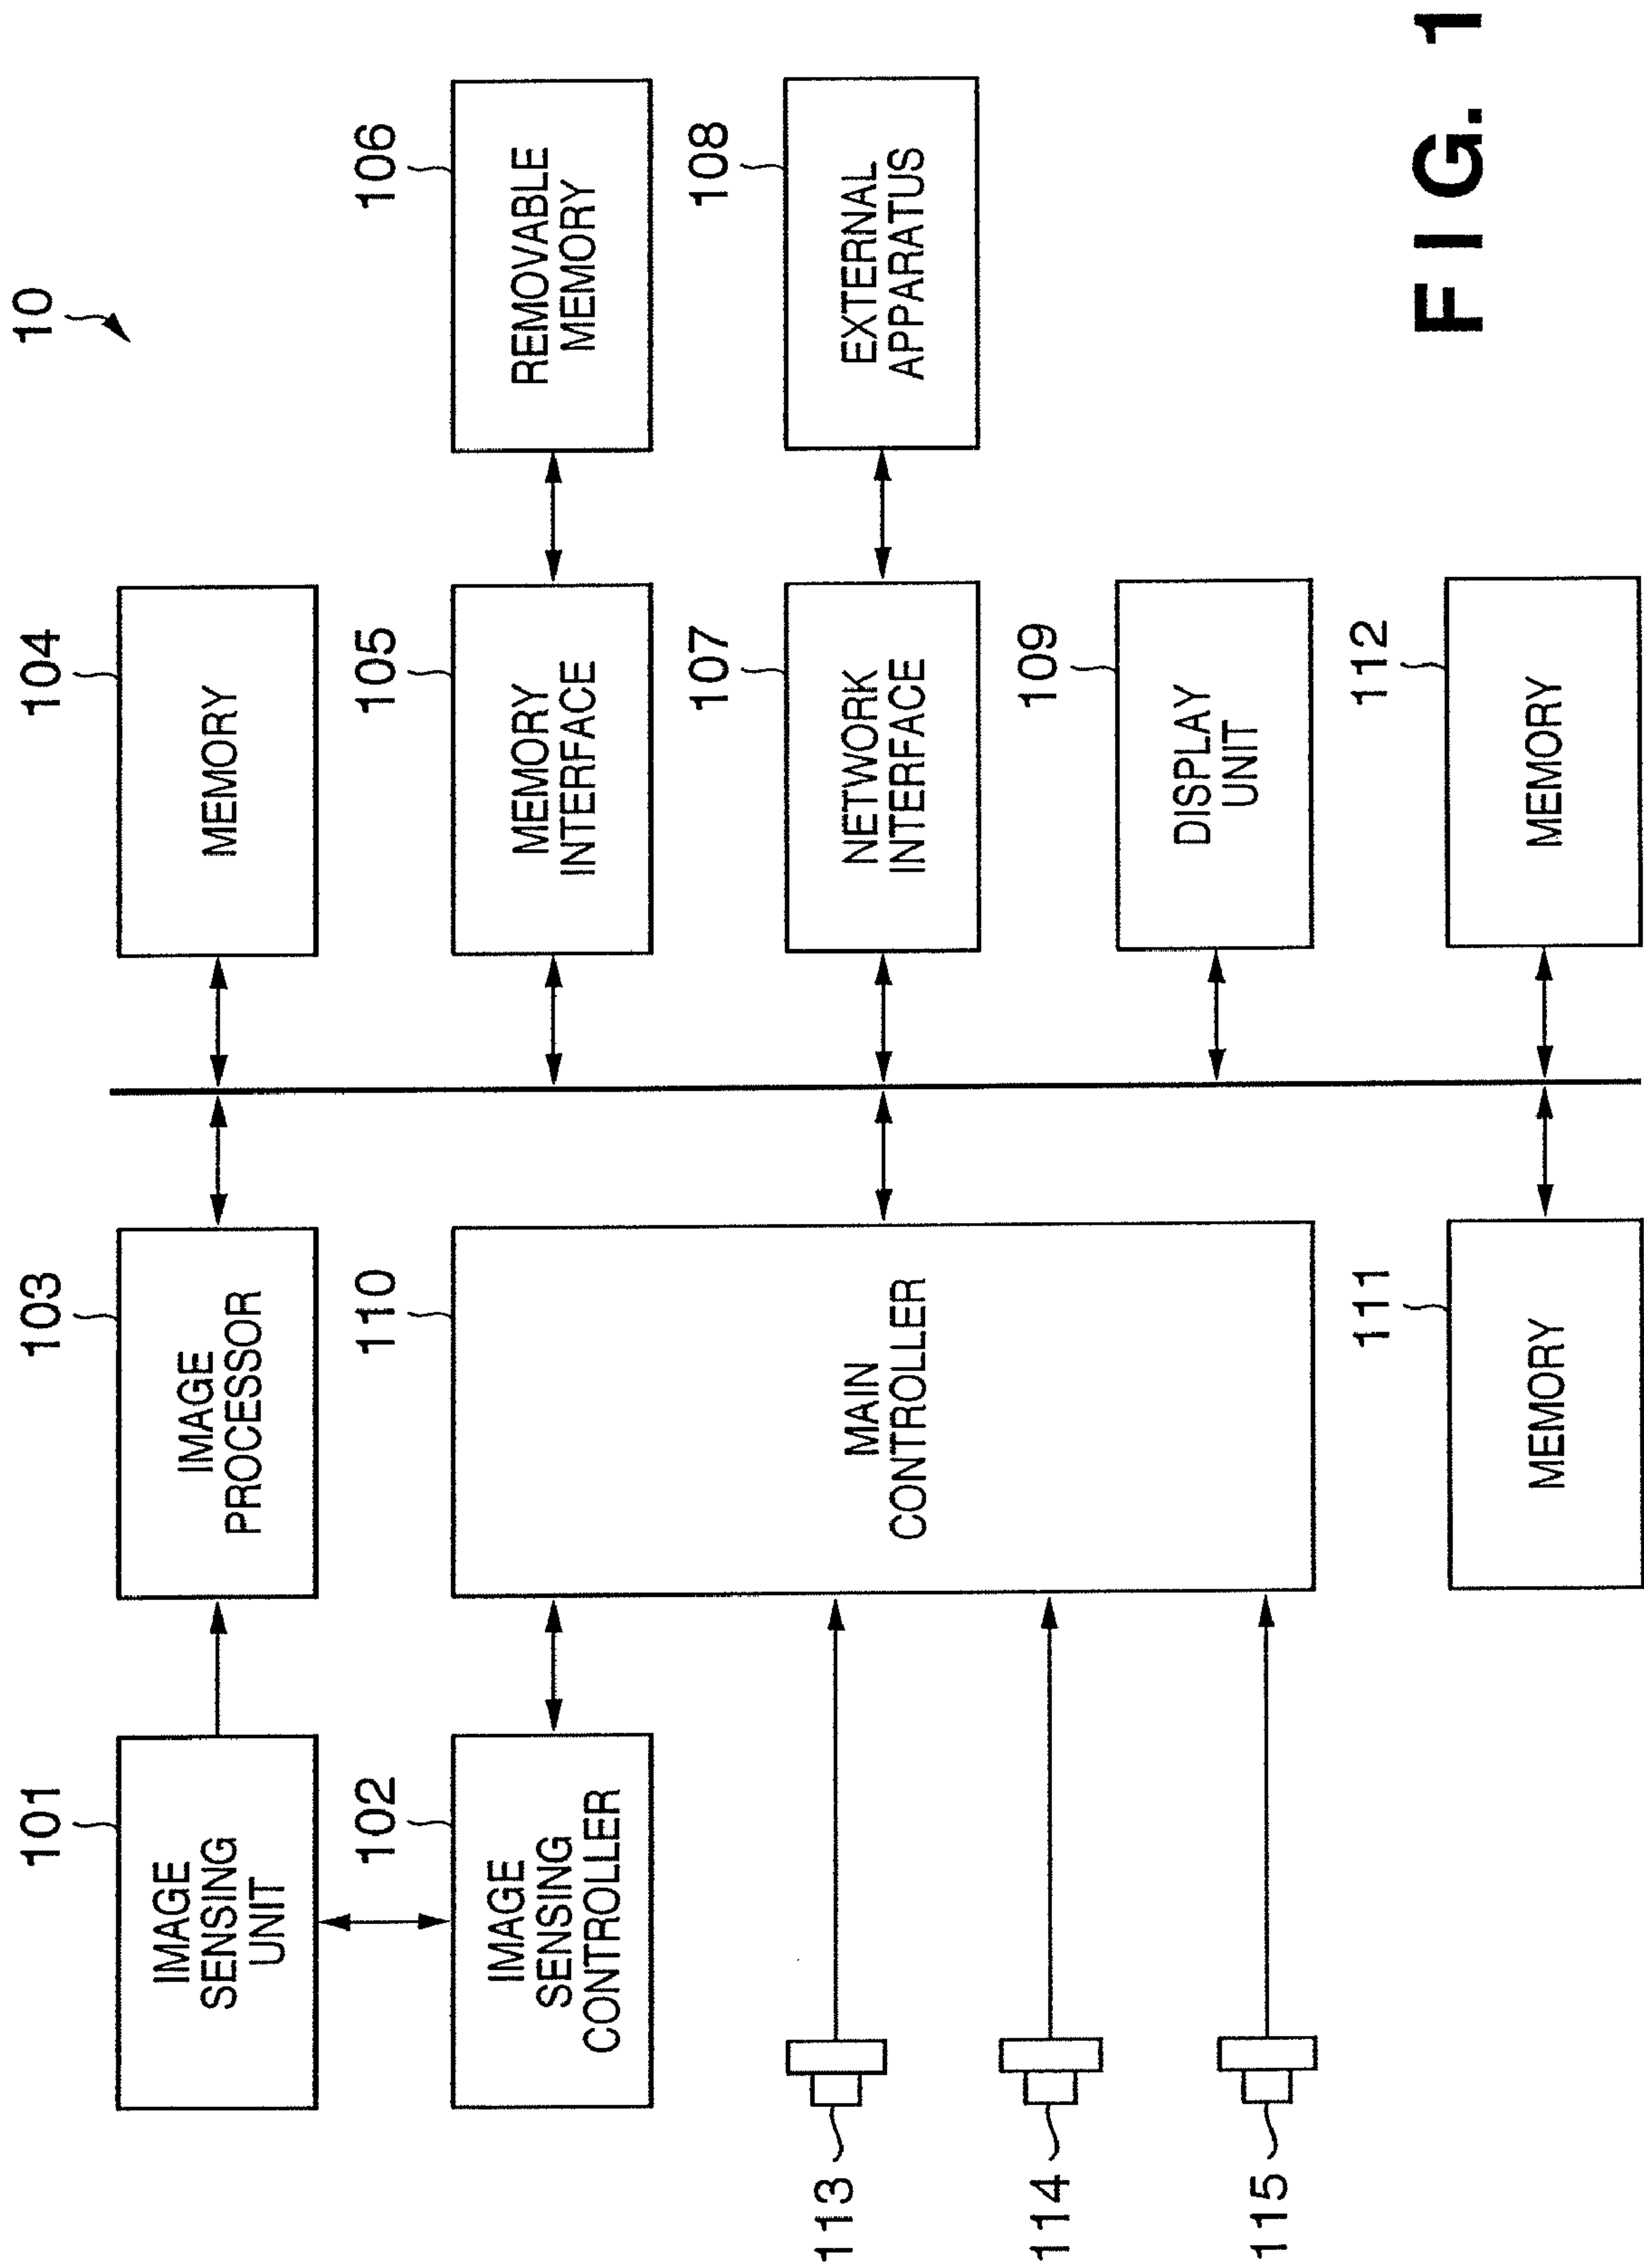 10
101
IMAGE
SENSING
UNIT
103
IMAGE
PROCESSOR
104
MEMORY
102
IMAGE
SENSING
CONTROLLER
110
MAIN
CONTROLLER
105
MEMORY
INTERFACE
106
REMOVABLE
MEMORY
107
NETWORK
INTERFACE
108
EXTERNAL
APPARATUS
113
114
115
109
DISPLAY
UNIT
111
MEMORY
112
MEMORY
FIG. 1